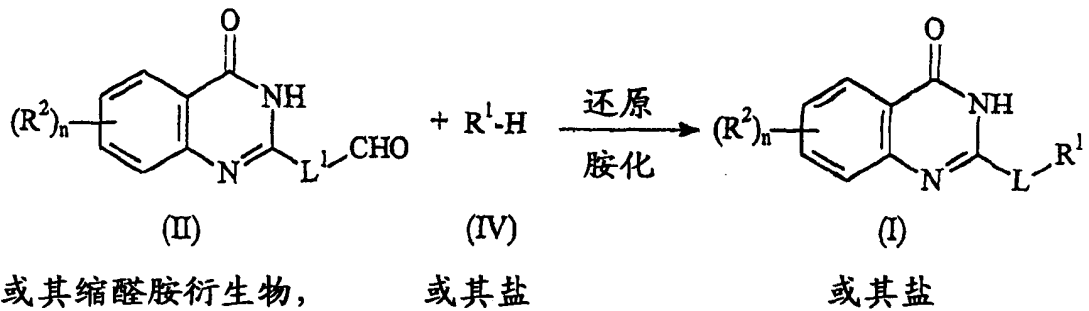 O
NH
(R²)ₙ
N
L¹
CHO
+ R¹-H
还原
胺化
O
NH
(R²)ₙ
N
L
R¹
(II) (IV) (I)
或其缩醛胺衍生物， 或其盐 或其盐